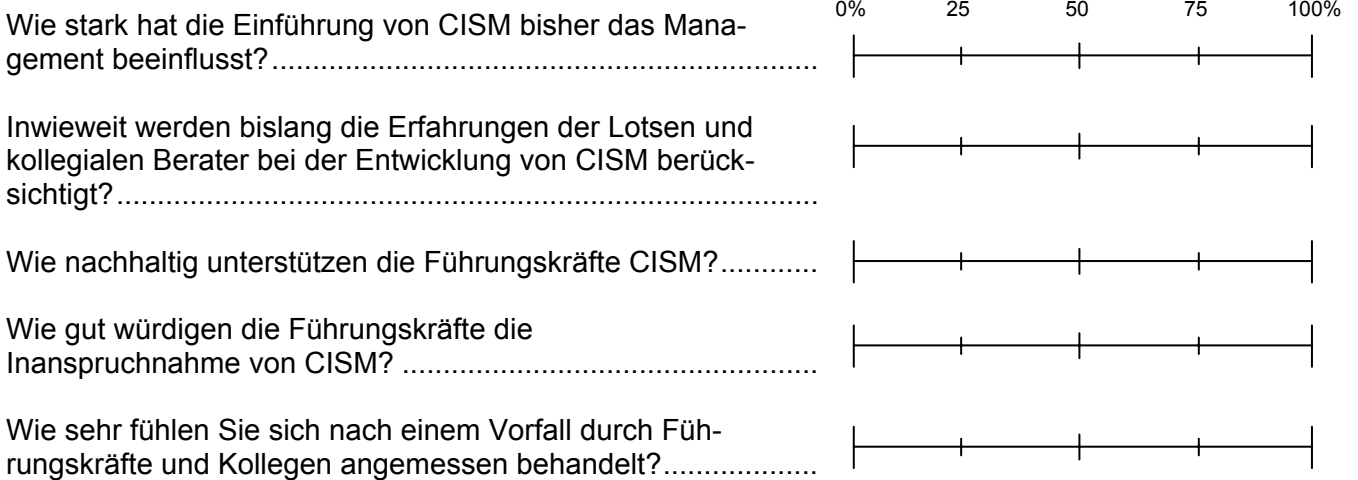 0% 25 50 75 100%
Wie stark hat die Einführung von CISM bisher das Mana-
gement beeinflusst?...................................................................
Inwieweit werden bislang die Erfahrungen der Lotsen und
kollegialen Berater bei der Entwicklung von CISM berück-
sichtigt?......................................................................................
Wie nachhaltig unterstützen die Führungskräfte CISM?............
Wie gut würdigen die Führungskräfte die
Inanspruchnahme von CISM? ...................................................
Wie sehr fühlen Sie sich nach einem Vorfall durch Füh-
rungskräfte und Kollegen angemessen behandelt?...................